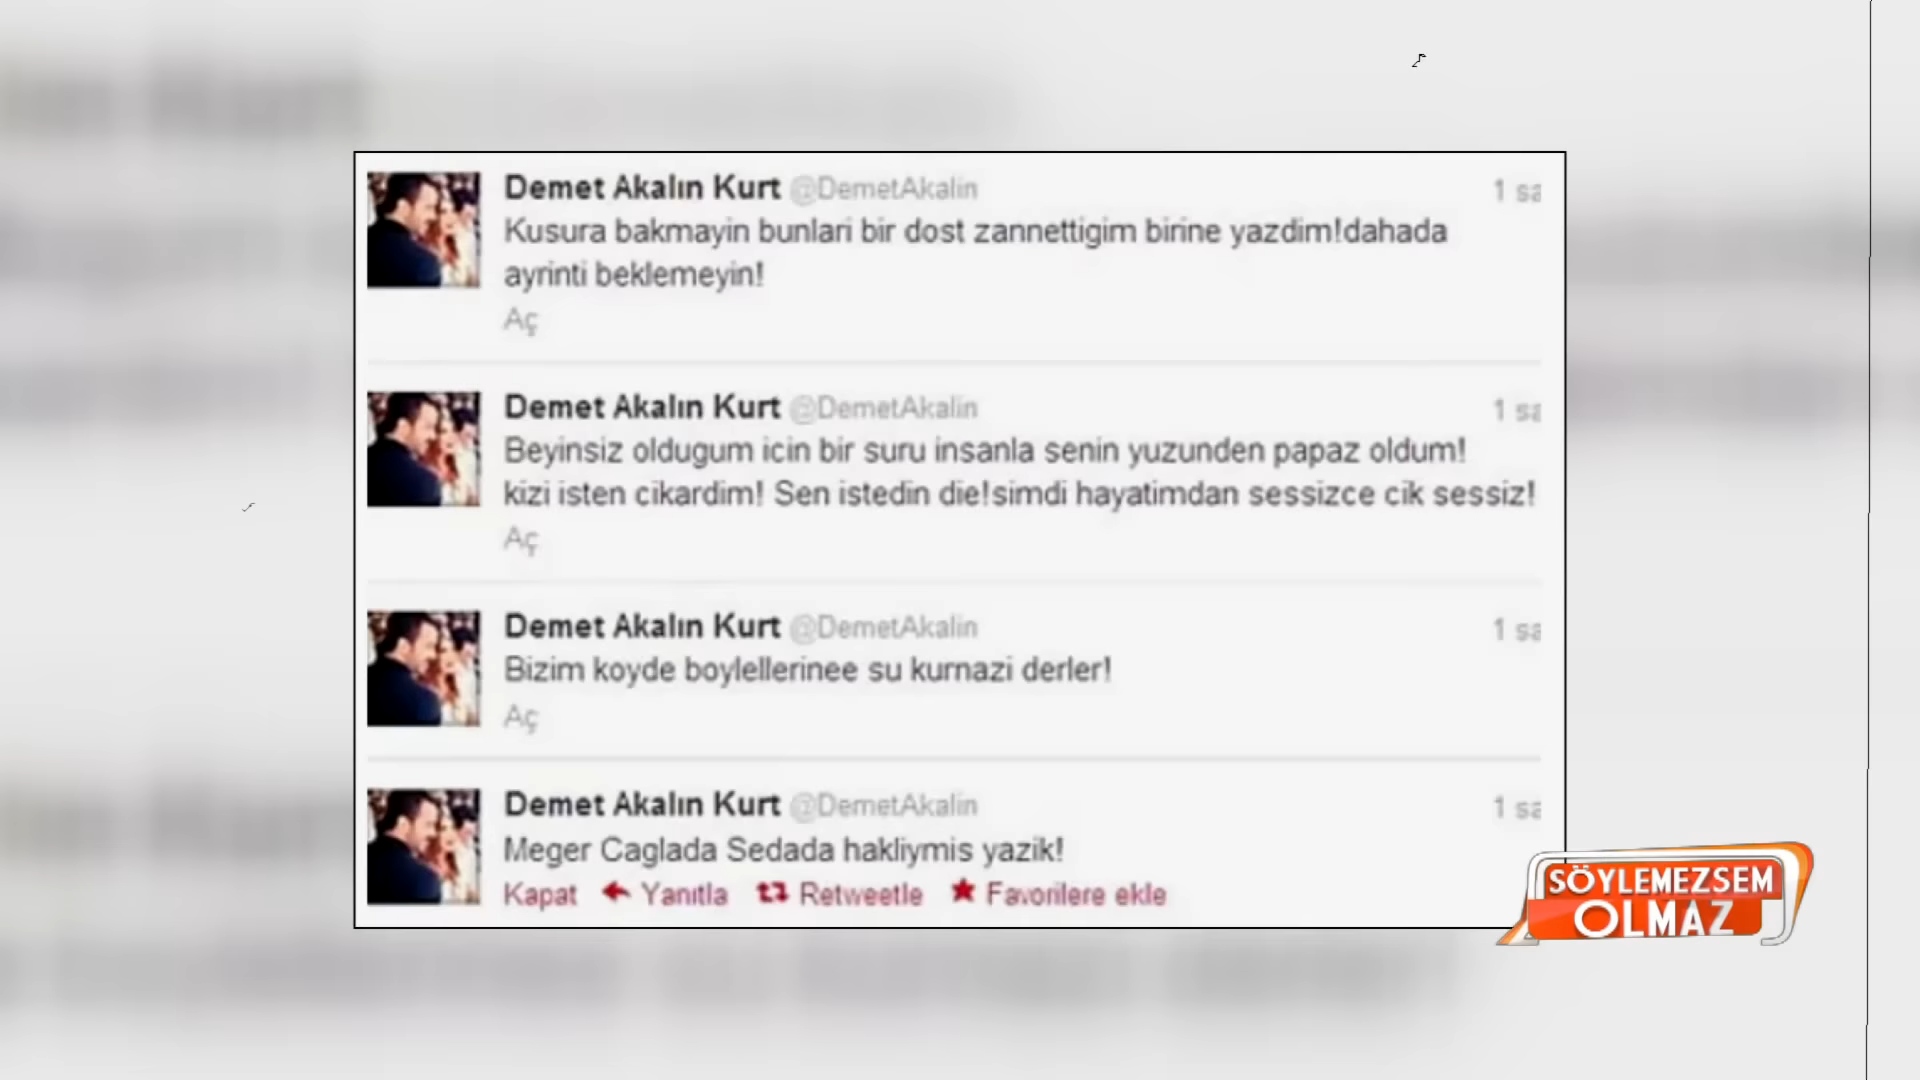 Demet Akalın Kurt @DemetAkalin 1 sa
Kusura bakmayin bunlari bir dost zannettigim birine yazdim!dahada
ayrinti beklemeyin!
Aç
Demet Akalın Kurt @DemetAkalin 1 sa
Beyinsiz oldugum icin bir suru insanla senin yuzunden papaz oldum!
kizi isten cikardim! Sen istedin die!simdi hayatimdan sessizce cik sessiz!
Aç
Demet Akalın Kurt @DemetAkalin 1 sa
Bizim koyde boylellerinee su kurnazi derler!
Aç
Demet Akalın Kurt @DemetAkalin 1 sa
Meger Caglada Sedada hakliymis yazik!
Kapat Yanıtla Retweetle Favorilere ekle
SÖYLEMEZSEM
OLMAZ